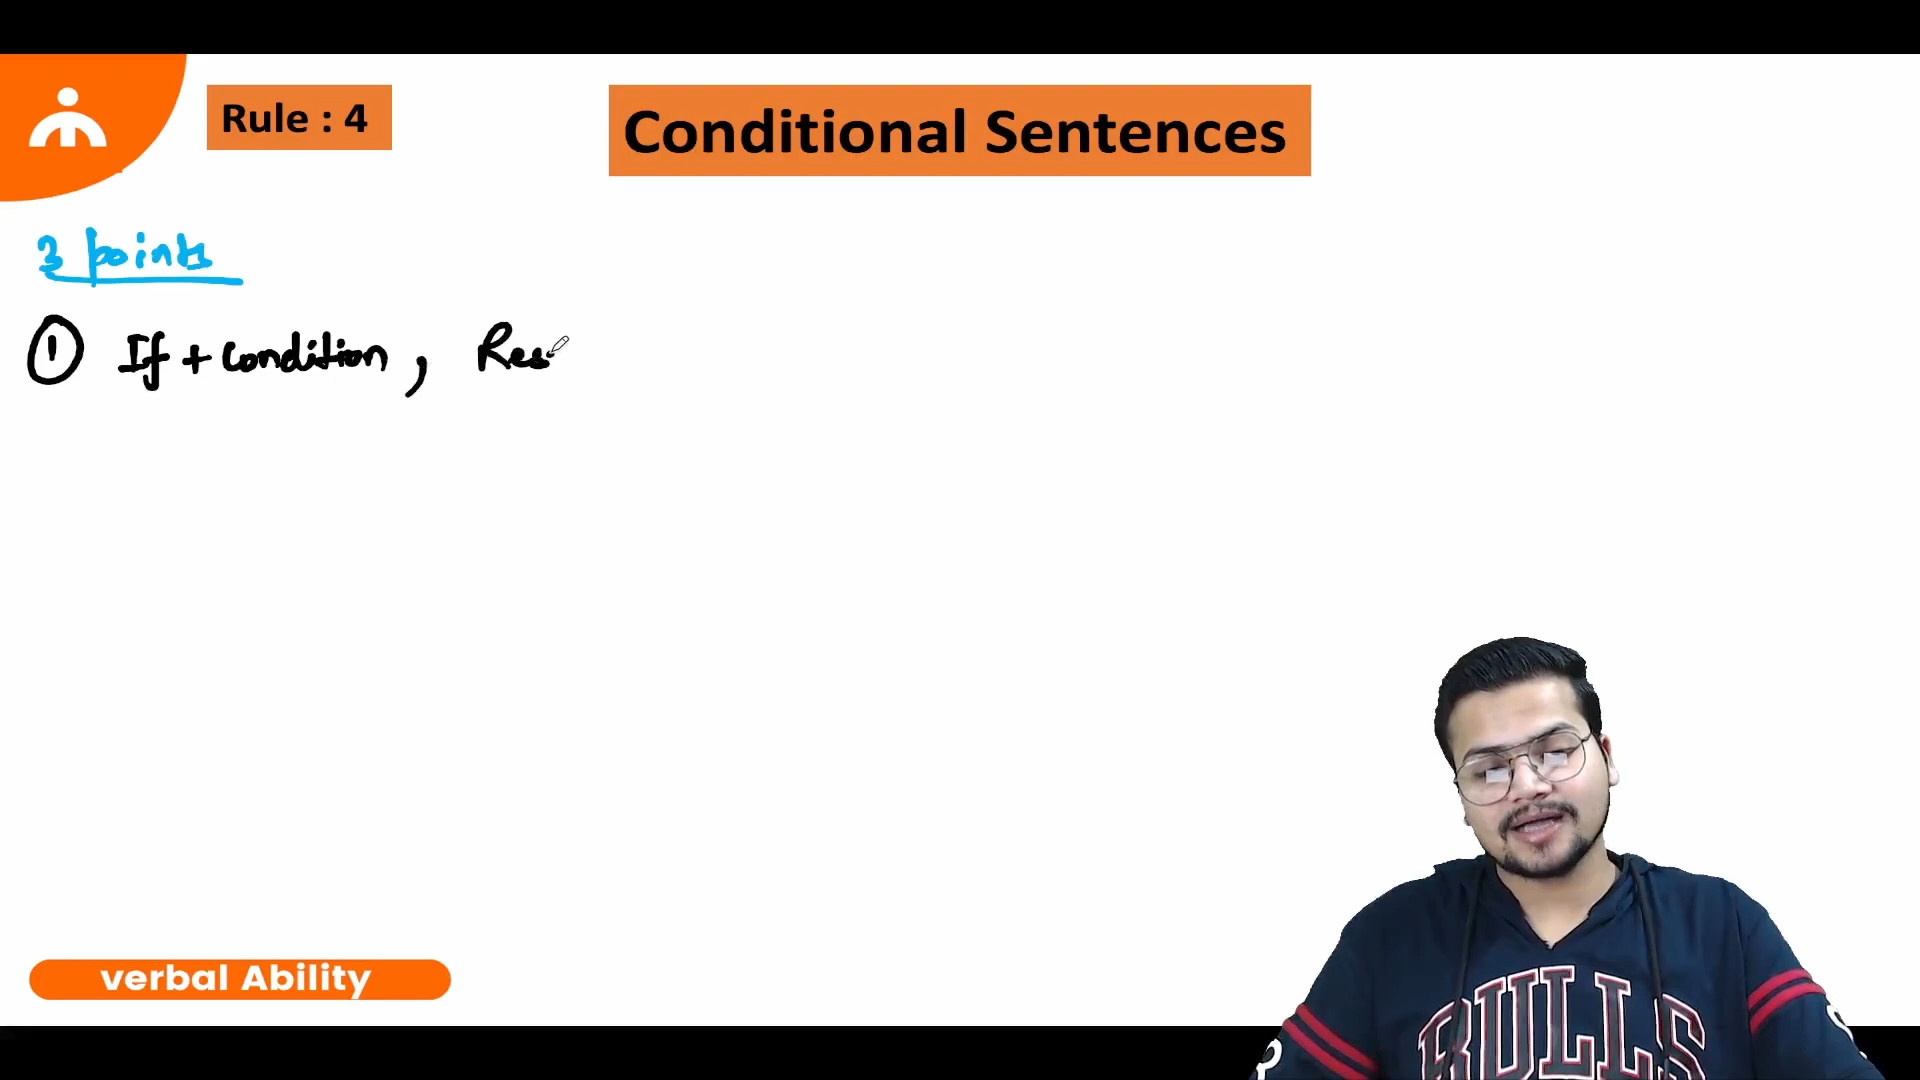 Rule : 4
Conditional Sentences
3 points
① If + Condition , Res
verbal Ability
BULLS